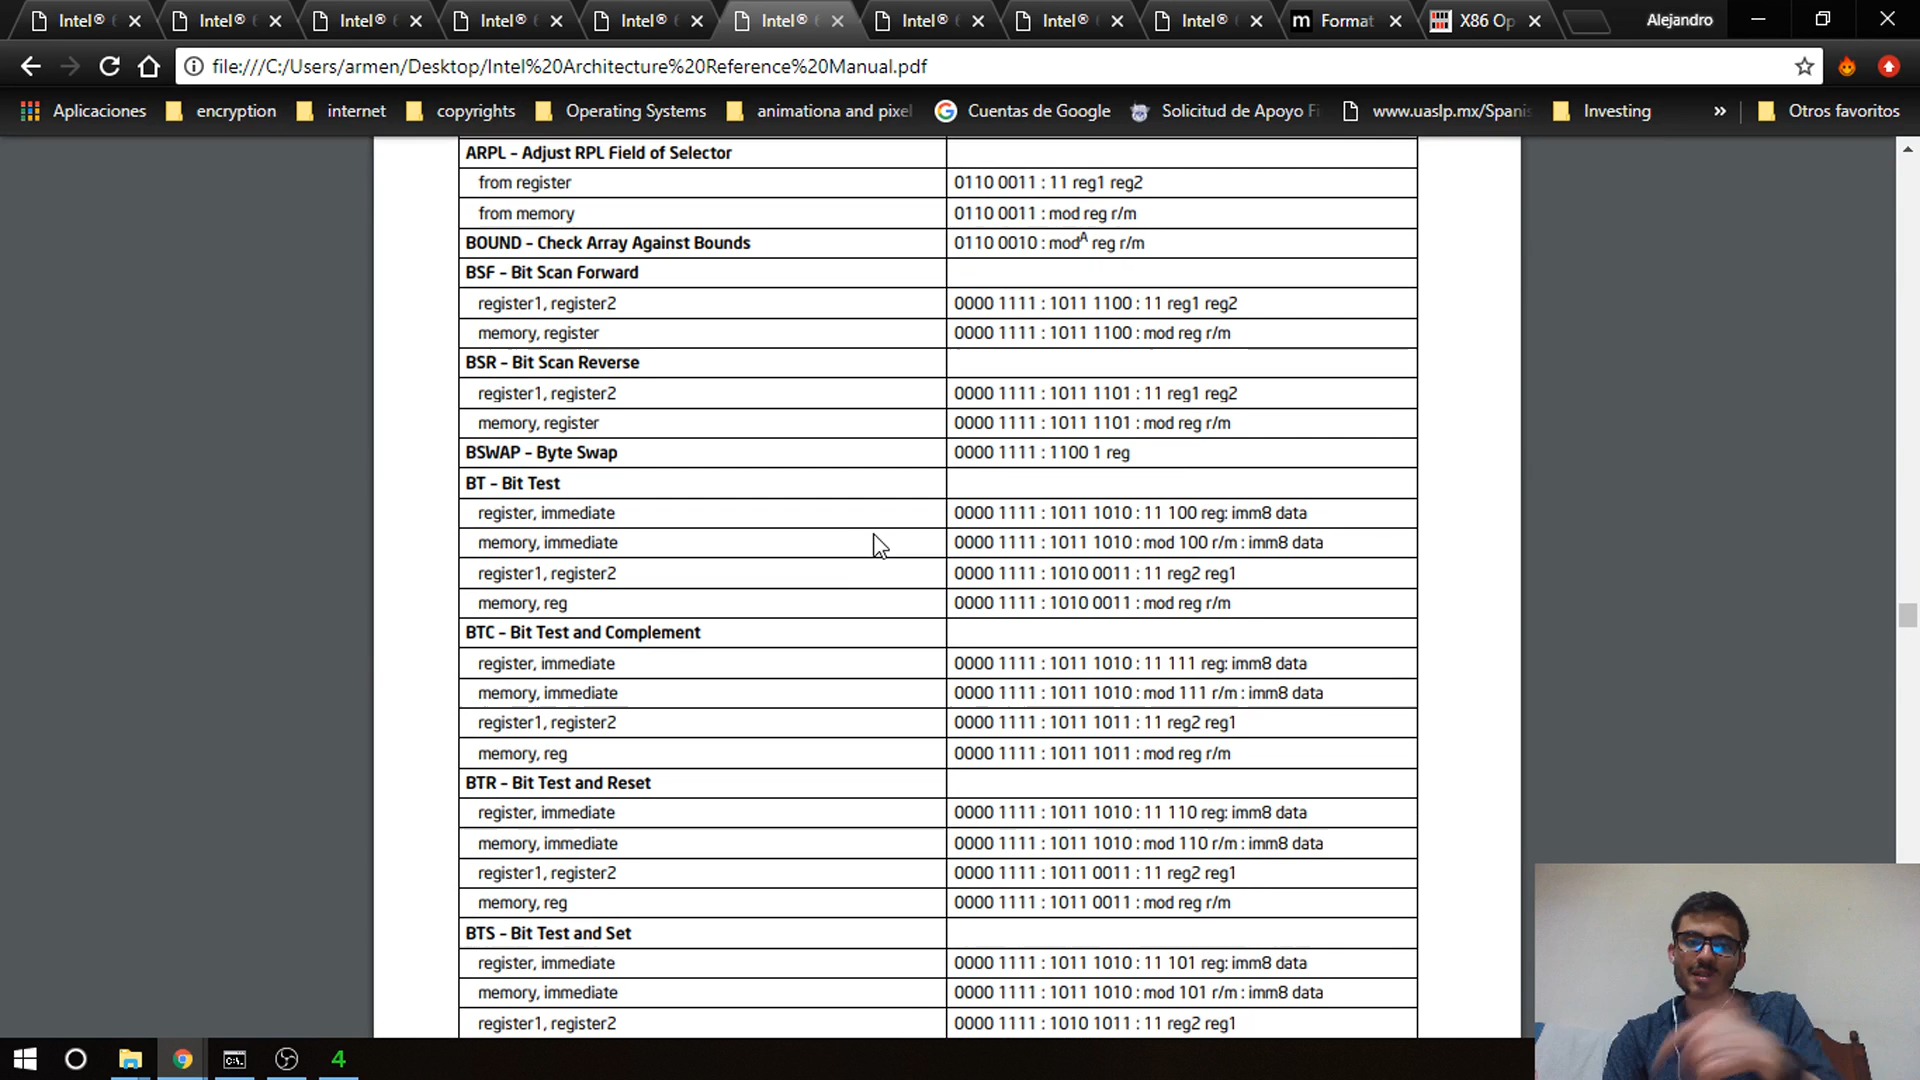 Intel® Intel® Intel® Intel® Intel® Intel® Intel® Intel® Intel® Format X86 Op Alejandro
file:///C:/Users/armen/Desktop/Intel%20Architecture%20Reference%20Manual.pdf
Aplicaciones encryption internet copyrights Operating Systems animationa and pixel Cuentas de Google Solicitud de Apoyo Fi www.uaslp.mx/Spanis Investing » Otros favoritos
ARPL – Adjust RPL Field of Selector
from register 0110 0011 : 11 reg1 reg2
from memory 0110 0011 : mod reg r/m
BOUND – Check Array Against Bounds 0110 0010 : modA reg r/m
BSF – Bit Scan Forward
register1, register2 0000 1111 : 1011 1100 : 11 reg1 reg2
memory, register 0000 1111 : 1011 1100 : mod reg r/m
BSR – Bit Scan Reverse
register1, register2 0000 1111 : 1011 1101 : 11 reg1 reg2
memory, register 0000 1111 : 1011 1101 : mod reg r/m
BSWAP – Byte Swap 0000 1111 : 1100 1 reg
BT – Bit Test
register, immediate 0000 1111 : 1011 1010 : 11 100 reg: imm8 data
memory, immediate 0000 1111 : 1011 1010 : mod 100 r/m : imm8 data
register1, register2 0000 1111 : 1010 0011 : 11 reg2 reg1
memory, reg 0000 1111 : 1010 0011 : mod reg r/m
BTC – Bit Test and Complement
register, immediate 0000 1111 : 1011 1010 : 11 111 reg: imm8 data
memory, immediate 0000 1111 : 1011 1010 : mod 111 r/m : imm8 data
register1, register2 0000 1111 : 1011 1011 : 11 reg2 reg1
memory, reg 0000 1111 : 1011 1011 : mod reg r/m
BTR – Bit Test and Reset
register, immediate 0000 1111 : 1011 1010 : 11 110 reg: imm8 data
memory, immediate 0000 1111 : 1011 1010 : mod 110 r/m : imm8 data
register1, register2 0000 1111 : 1011 0011 : 11 reg2 reg1
memory, reg 0000 1111 : 1011 0011 : mod reg r/m
BTS – Bit Test and Set
register, immediate 0000 1111 : 1011 1010 : 11 101 reg: imm8 data
memory, immediate 0000 1111 : 1011 1010 : mod 101 r/m : imm8 data
register1, register2 0000 1111 : 1010 1011 : 11 reg2 reg1
4